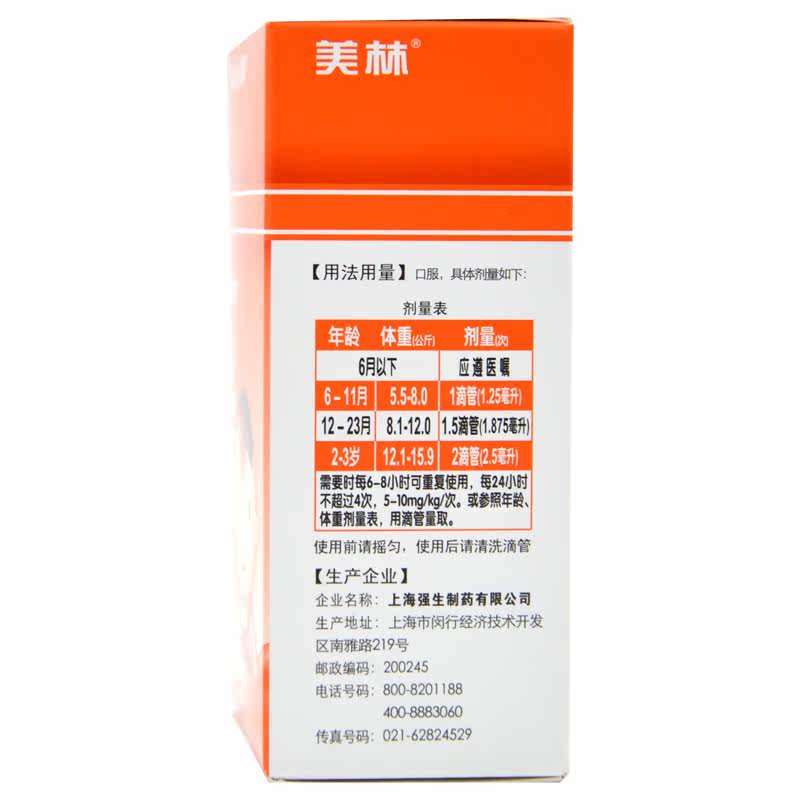 美林®
【用法用量】口服，具体剂量如下：
剂量表
年龄 体重(公斤) 剂量(次)
6月以下 应遵医嘱
6-11月 5.5-8.0 1滴管(1.25毫升)
12-23月 8.1-12.0 1.5滴管(1.875毫升)
2-3岁 12.1-15.9 2滴管(2.5毫升)
需要时每6-8小时可重复使用，每24小时
不超过4次，5-10mg/kg/次。或参照年龄、
体重剂量表，用滴管量取。
使用前请摇匀，使用后请清洗滴管
【生产企业】
企业名称：上海强生制药有限公司
生产地址：上海市闵行经济技术开发
区南雅路219号
邮政编码：200245
电话号码：800-8201188
400-8883060
传真号码：021-62824529